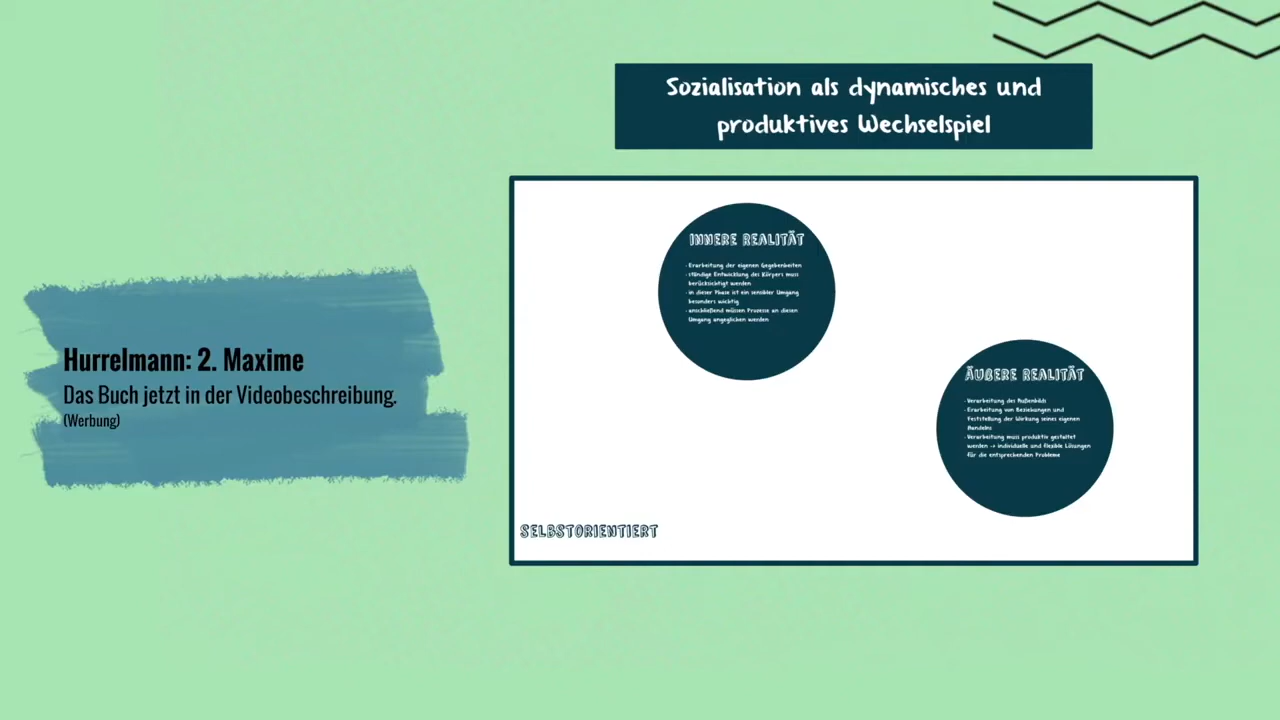 Sozialisation als dynamisches und
produktives Wechselspiel
Hurrelmann: 2. Maxime
Das Buch jetzt in der Videobeschreibung.
(Werbung)
INNERE REALITÄT
- Erarbeitung der eigenen Gegebenheiten
- ständige Entwicklung des Körpers muss
berücksichtigt werden
- in dieser Phase ist ein sensibler Umgang
besonders wichtig
- anschließend müssen Prozesse an diesen
Umgang angeglichen werden
ÄUßERE REALITÄT
- Verarbeitung des Außenbilds
- Erarbeitung von Beziehungen und
Feststellung der Wirkung seines eigenen
Handelns
- Verarbeitung muss produktiv gestaltet
werden -> individuelle und flexible Lösungen
für die entsprechenden Probleme
SELBSTORIENTIERT